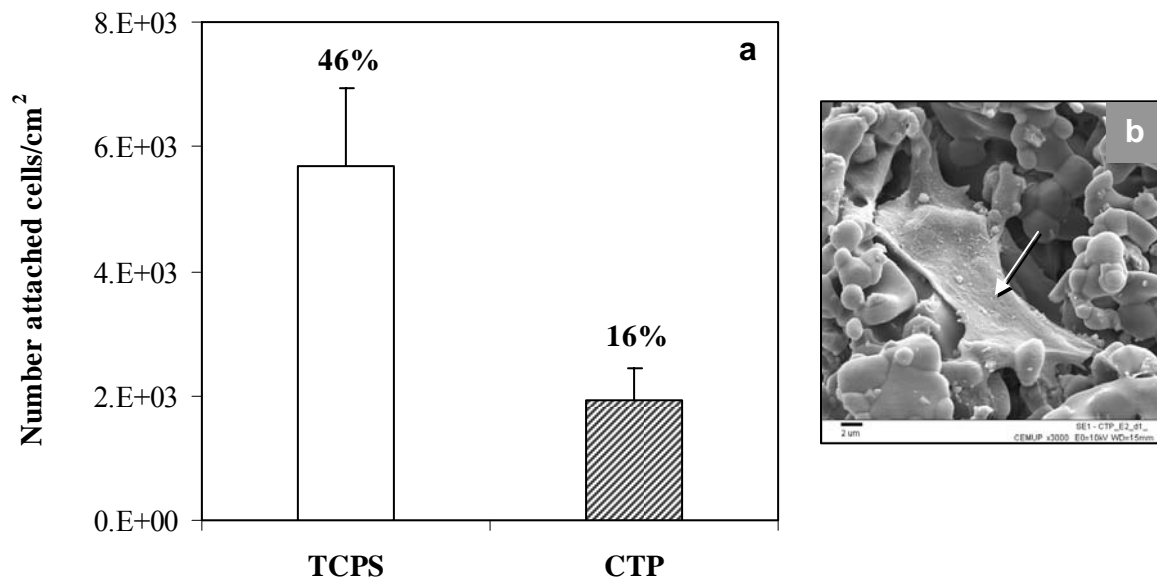 8.E+03
6.E+03
4.E+03
2.E+03
0.E+00
Number attached cells/cm²
46%
16%
TCPS
CTP
a
b
2 um
SE1 - CTP_E2_d1_
CEMUP x3000 E0=10kV WD=15mm